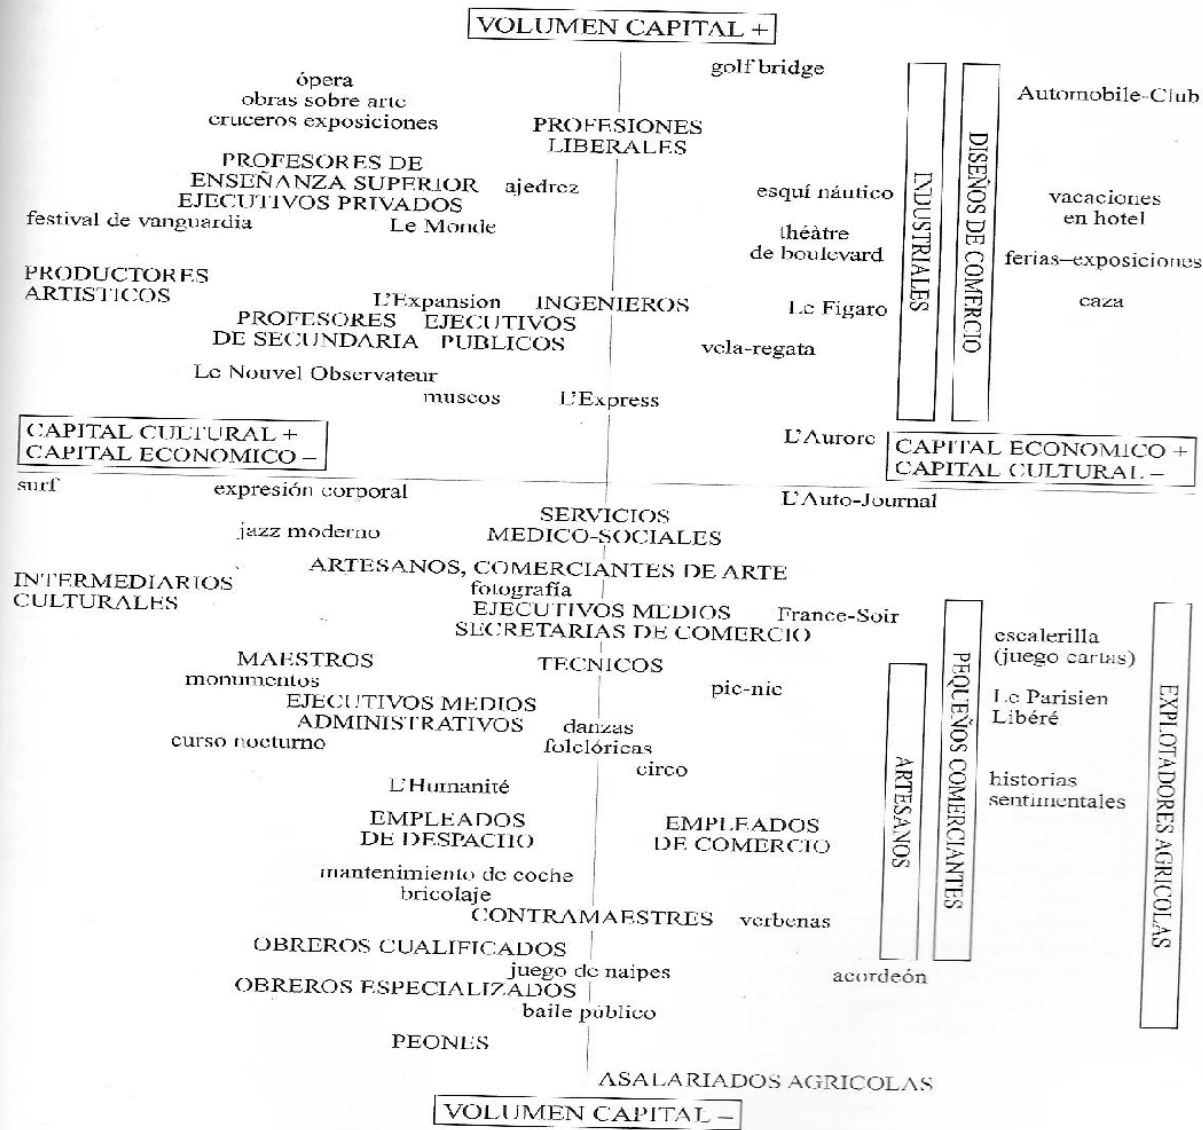 VOLUMEN CAPITAL +
golf bridge
ópera
obras sobre arte
cruceros exposiciones
Automobile-Club
PROFESIONES
LIBERALES
PROFESORES DE
ENSEÑANZA SUPERIOR
EJECUTIVOS PRIVADOS
ajedrez
esquí náutico
INDUSTRIALES
DISEÑOS DE COMERCIO
vacaciones
en hotel
festival de vanguardia
Le Monde
théàtre
de boulevard
ferias–exposiciones
PRODUCTORES
ARTISTICOS
L'Expansion
INGENIEROS
Le Figaro
caza
PROFESORES
DE SECUNDARIA
EJECUTIVOS
PUBLICOS
vela-regata
Le Nouvel Observateur
museos
L'Express
CAPITAL CULTURAL +
CAPITAL ECONOMICO –
L'Aurore
CAPITAL ECONOMICO +
CAPITAL CULTURAL –
surf
expresión corporal
L'Auto-Journal
SERVICIOS
MEDICO-SOCIALES
jazz moderno
ARTESANOS, COMERCIANTES DE ARTE
INTERMEDIARIOS
CULTURALES
fotografía
EJECUTIVOS MEDIOS
SECRETARIAS DE COMERCIO
France-Soir
escalerilla
(juego cartas)
MAESTROS
TECNICOS
monumentos
pic-nic
EJECUTIVOS MEDIOS
ADMINISTRATIVOS
Le Parisien
Libéré
danzas
folclóricas
curso nocturno
circo
L'Humanité
historias
sentimentales
ARTESANOS
PEQUEÑOS COMERCIANTES
EXPLOTADORES AGRICOLAS
EMPLEADOS
DE DESPACHO
EMPLEADOS
DE COMERCIO
mantenimiento de coche
bricolaje
CONTRAMAESTRES
verbenas
OBREROS CUALIFICADOS
juego de naipes
acordeón
OBREROS ESPECIALIZADOS
baile público
PEONES
ASALARIADOS AGRICOLAS
VOLUMEN CAPITAL –